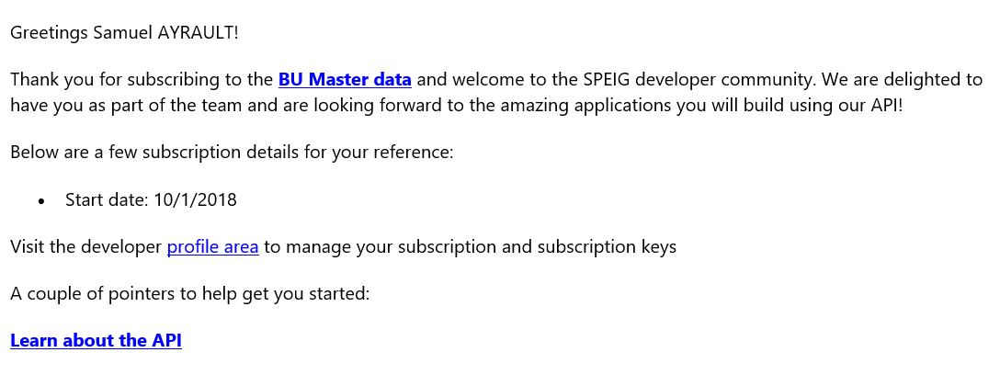 Greetings Samuel AYRAULT!
Thank you for subscribing to the BU Master data and welcome to the SPEIG developer community. We are delighted to
have you as part of the team and are looking forward to the amazing applications you will build using our API!
Below are a few subscription details for your reference:
• Start date: 10/1/2018
Visit the developer profile area to manage your subscription and subscription keys
A couple of pointers to help get you started:
Learn about the API